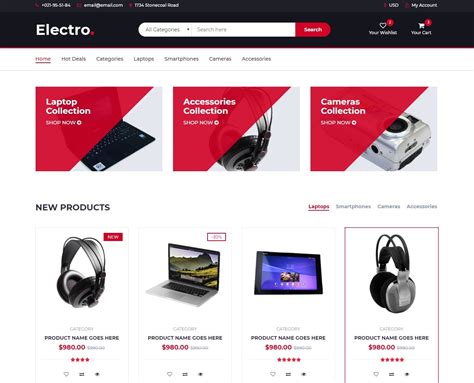 +021-95-51-84 email@email.com 1734 Stonecoal Road USD My Account
Electro.
All Categories Search here Search
Your Wishlist Your Cart
Home Hot Deals Categories Laptops Smartphones Cameras Accessories
Laptop
Collection
SHOP NOW
Accessories
Collection
SHOP NOW
Cameras
Collection
SHOP NOW
NEW PRODUCTS Laptops Smartphones Cameras Accessories
NEW
-30%
CATEGORY
PRODUCT NAME GOES HERE
$980.00 $990.00
CATEGORY
PRODUCT NAME GOES HERE
$980.00 $990.00
CATEGORY
PRODUCT NAME GOES HERE
$980.00 $990.00
CATEGORY
PRODUCT NAME GOES HERE
$980.00 $990.00